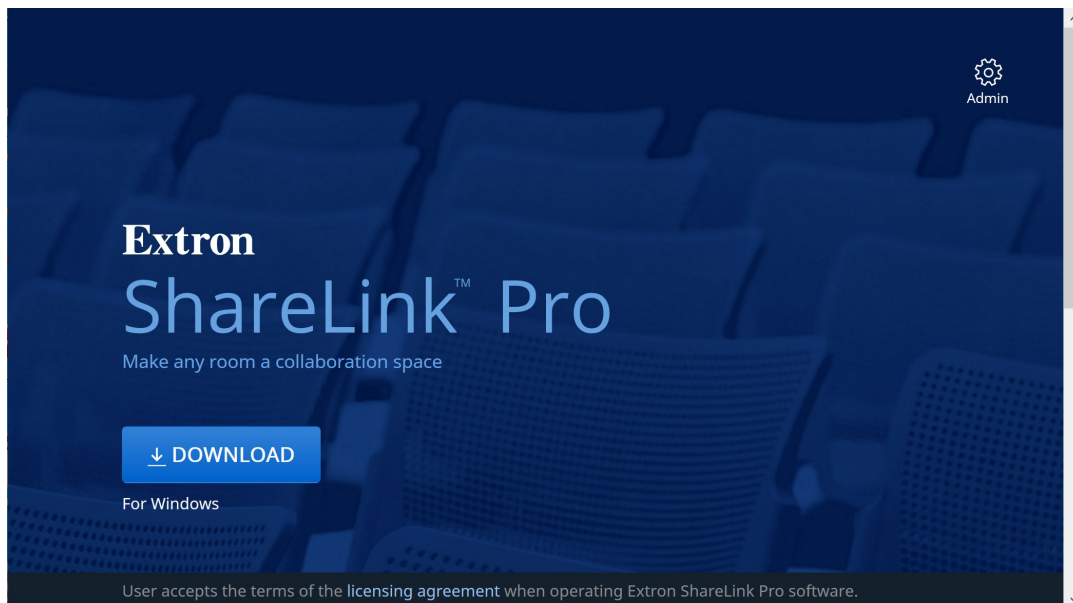 Admin
Extron
ShareLink™ Pro
Make any room a collaboration space
DOWNLOAD
For Windows
User accepts the terms of the licensing agreement when operating Extron ShareLink Pro software.